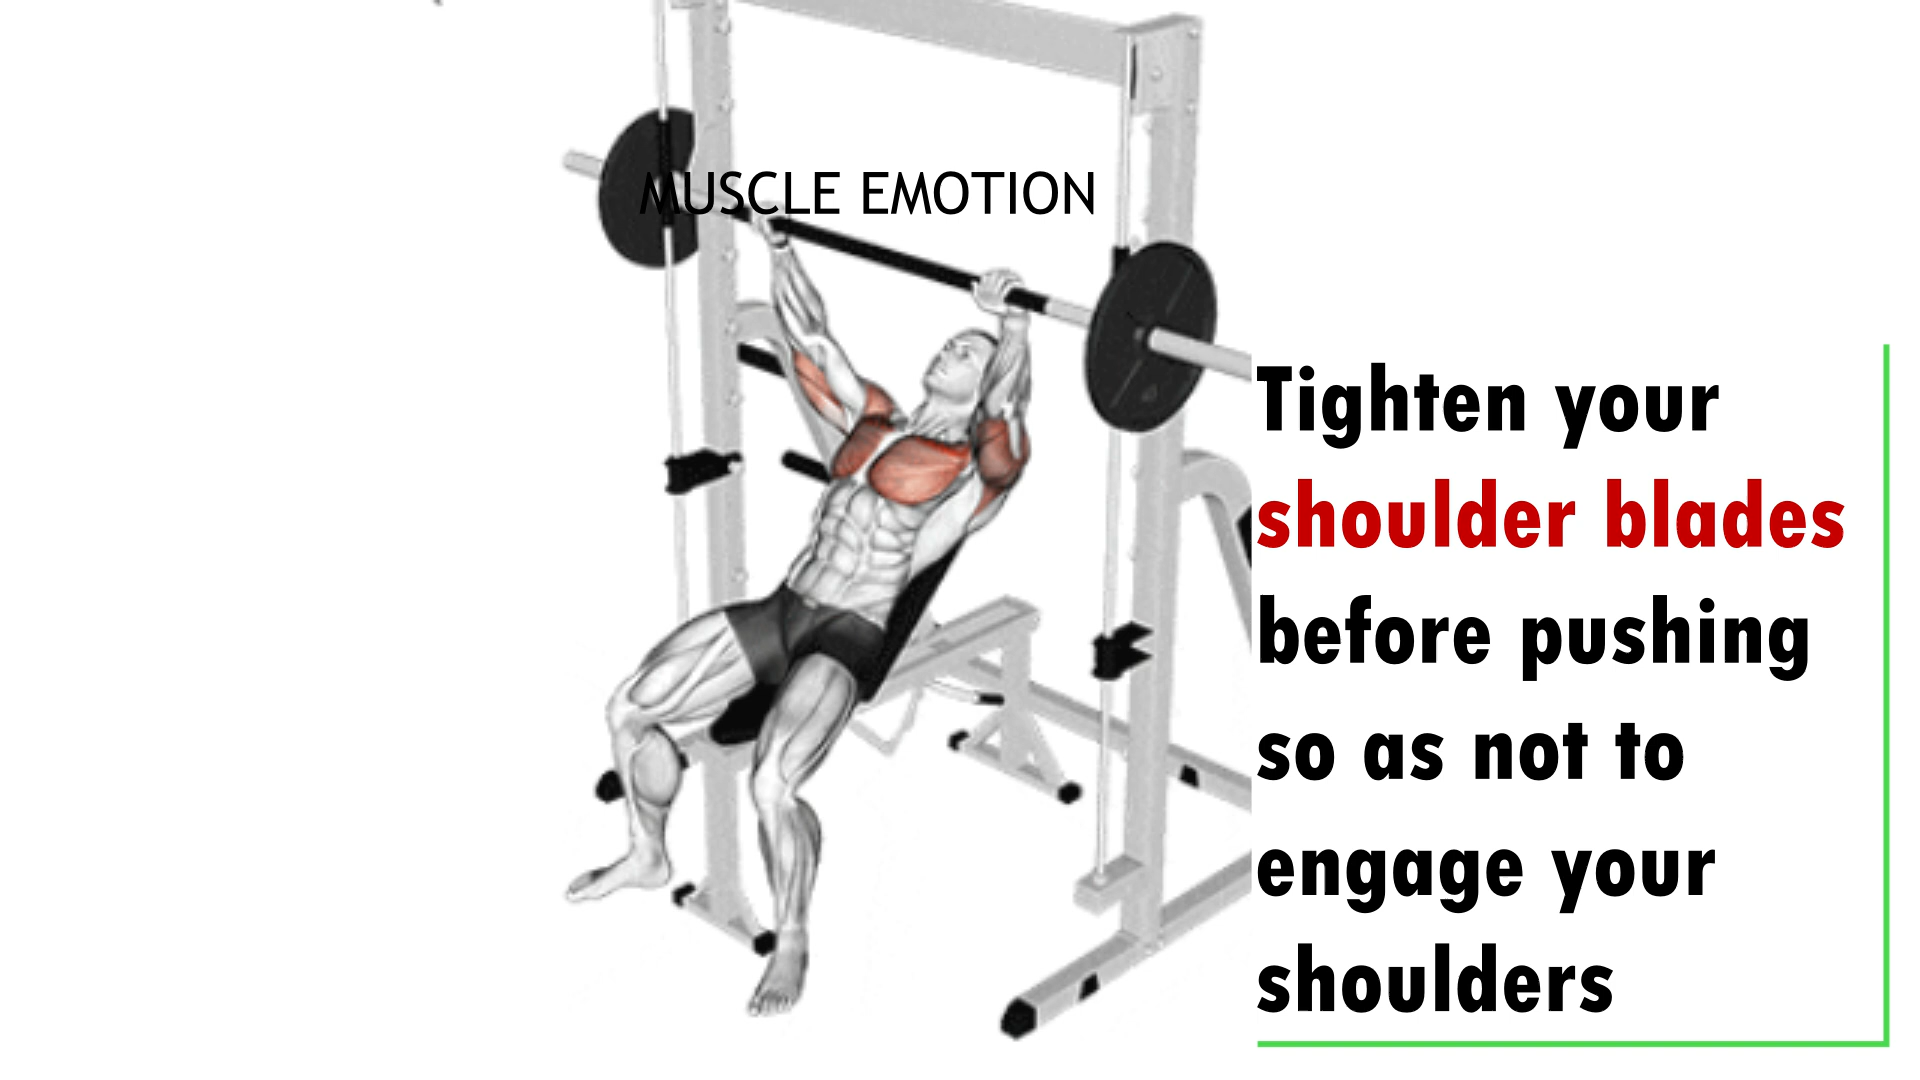 MUSCLE EMOTION
Tighten your
shoulder blades
before pushing
so as not to
engage your
shoulders